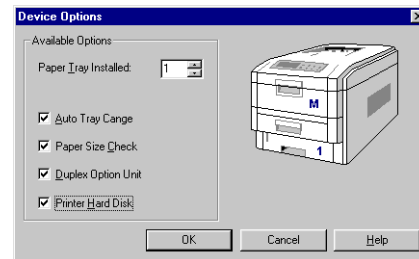 Device Options
Available Options
Paper Tray Installed: 1
Auto Tray Cange
Paper Size Check
Duplex Option Unit
Printer Hard Disk
M
1
OK Cancel Help